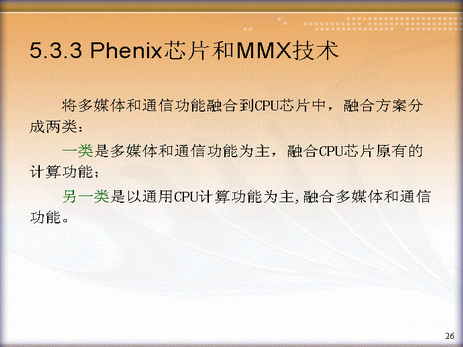 5.3.3 Phenix芯片和MMX技术
将多媒体和通信功能融合到CPU芯片中，融合方案分
成两类：
一类是多媒体和通信功能为主，融合CPU芯片原有的
计算功能；
另一类是以通用CPU计算功能为主,融合多媒体和通信
功能。
26